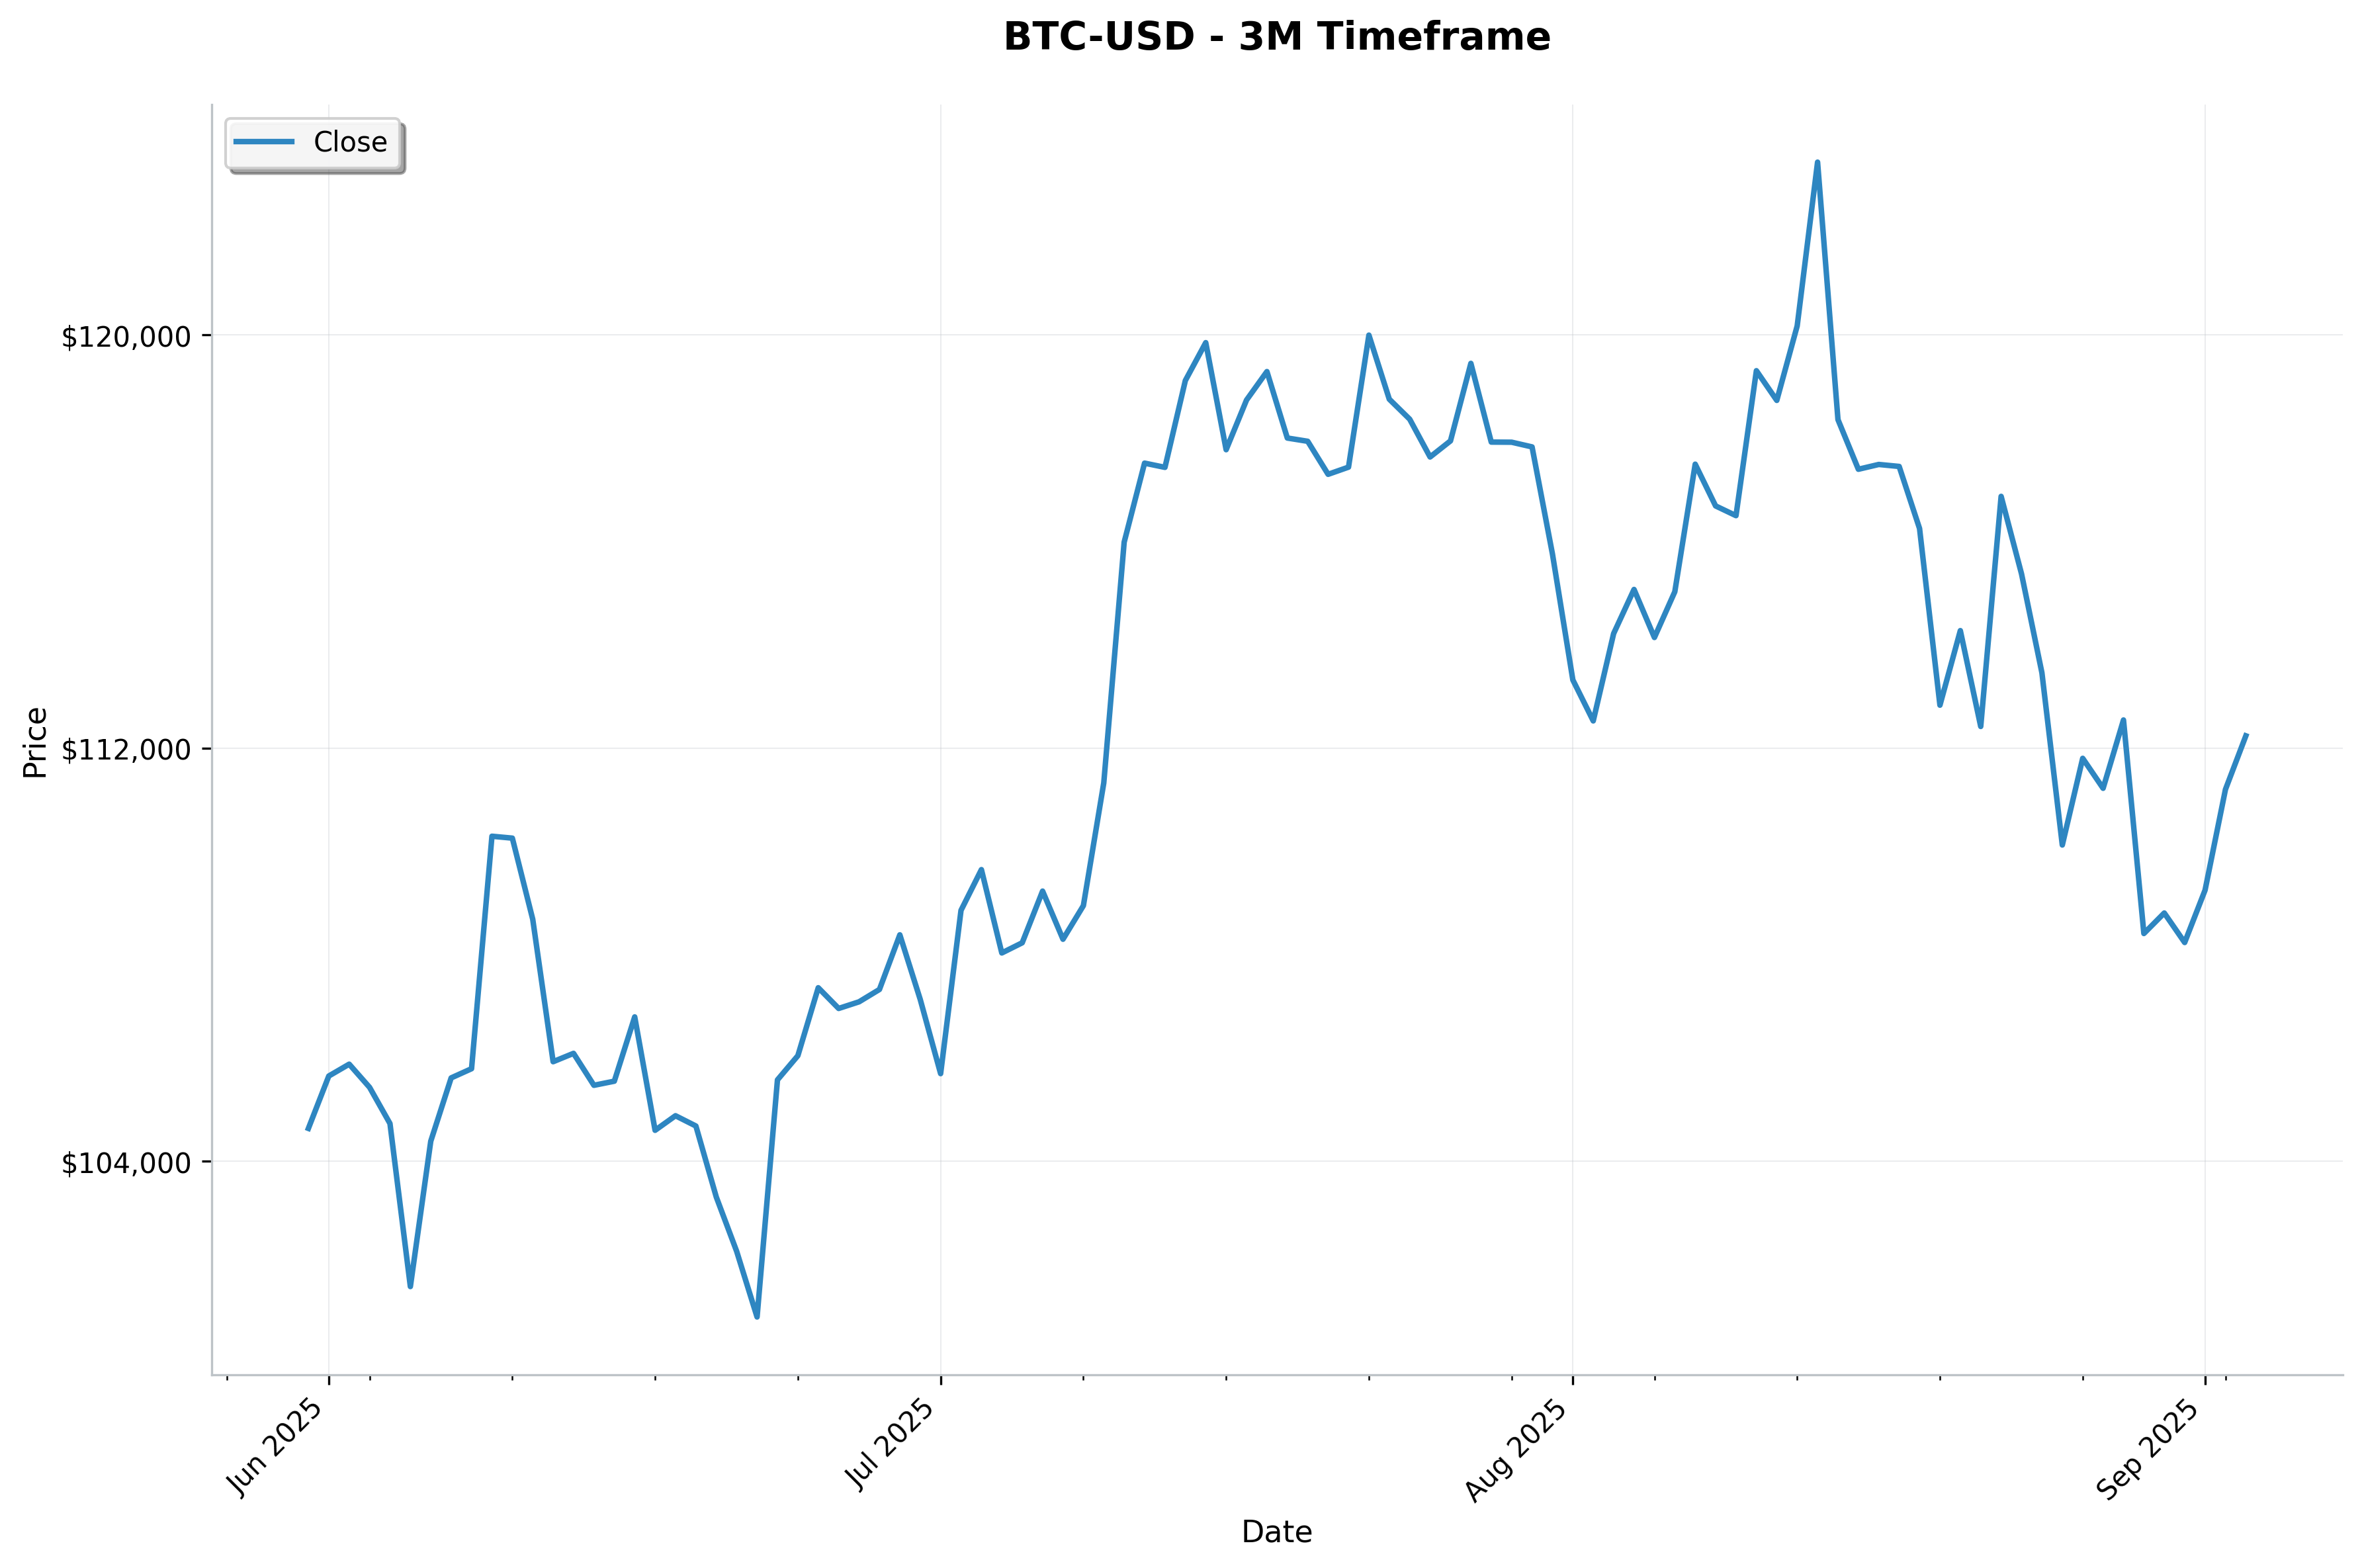 BTC-USD - 3M Timeframe
Close
$120,000
$112,000
$104,000
Price
Jun 2025
Jul 2025
Aug 2025
Sep 2025
Date